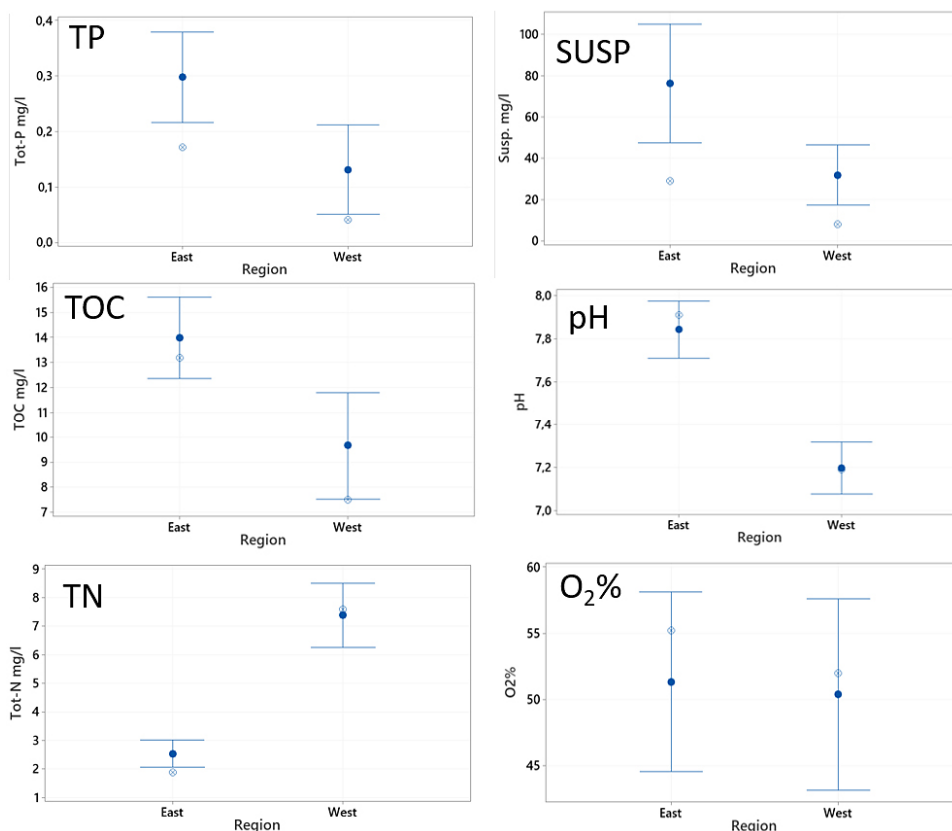 TP
Tot-P mg/l
0,4
0,3
0,2
0,1
0,0
East
West
Region
SUSP
Susp. mg/l
100
80
60
40
20
0
East
West
Region
TOC
TOC mg/l
16
15
14
13
12
11
10
9
8
7
East
West
Region
pH
pH
8,0
7,8
7,6
7,4
7,2
7,0
East
West
Region
TN
Tot-N mg/l
9
8
7
6
5
4
3
2
1
East
West
Region
O₂%
O2%
60
55
50
45
East
West
Region